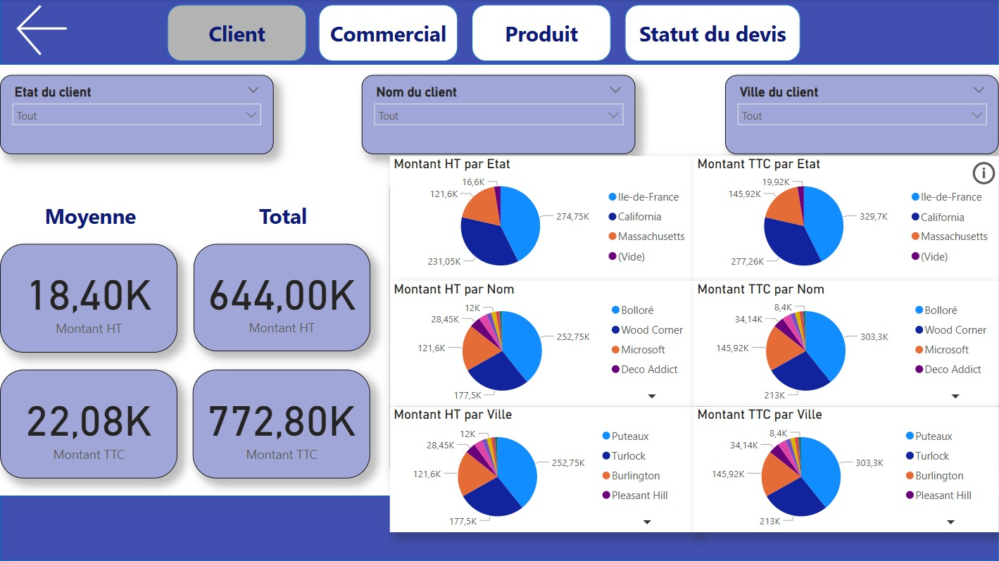 Client
Commercial
Produit
Statut du devis
Etat du client
Tout
Nom du client
Tout
Ville du client
Tout
Moyenne
Total
18,40K
Montant HT
644,00K
Montant HT
22,08K
Montant TTC
772,80K
Montant TTC
Montant HT par Etat
16,6K
121,6K
274,75K
231,05K
Ile-de-France
California
Massachusetts
(Vide)
Montant TTC par Etat
19,92K
145,92K
329,7K
277,26K
Ile-de-France
California
Massachusetts
(Vide)
Montant HT par Nom
12K
28,45K
121,6K
252,75K
177,5K
Bolloré
Wood Corner
Microsoft
Deco Addict
Montant TTC par Nom
8,4K
34,14K
145,92K
303,3K
213K
Bolloré
Wood Corner
Microsoft
Deco Addict
Montant HT par Ville
12K
28,45K
121,6K
252,75K
177,5K
Puteaux
Turlock
Burlington
Pleasant Hill
Montant TTC par Ville
8,4K
34,14K
145,92K
303,3K
213K
Puteaux
Turlock
Burlington
Pleasant Hill